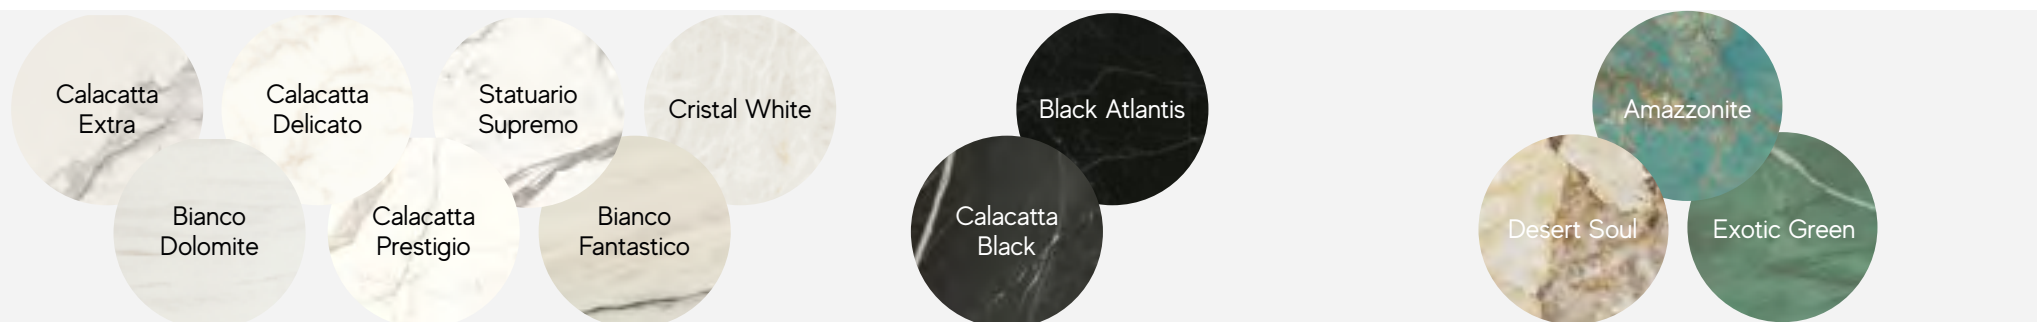 Calacatta
Extra
Calacatta
Delicato
Statuario
Supremo
Cristal White
Bianco
Dolomite
Calacatta
Prestigio
Bianco
Fantastico
Black Atlantis
Calacatta
Black
Amazzonite
Desert Soul
Exotic Green